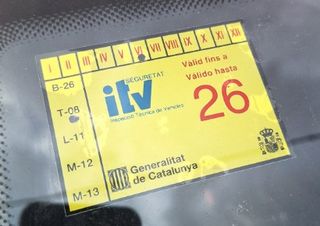 I II III IV V VI VII VIII IX X XI XII
B-26
T-08
L-11
M-12
M-13
SEGURETAT
itv
Inspecció Tècnica de Vehicles
Valid fins a
Válido hasta
26
Generalitat
de Catalunya